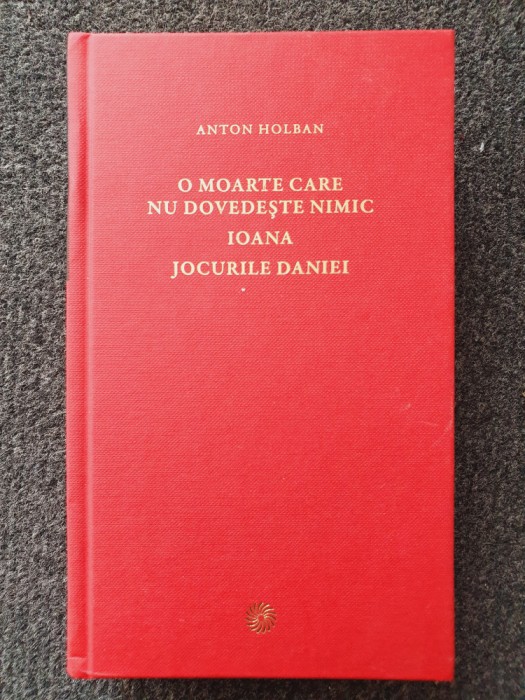 ANTON HOLBAN
O MOARTE CARE
NU DOVEDEȘTE NIMIC
IOANA
JOCURILE DANIEI